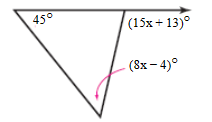 45°
(15x + 13)°
(8x − 4)°